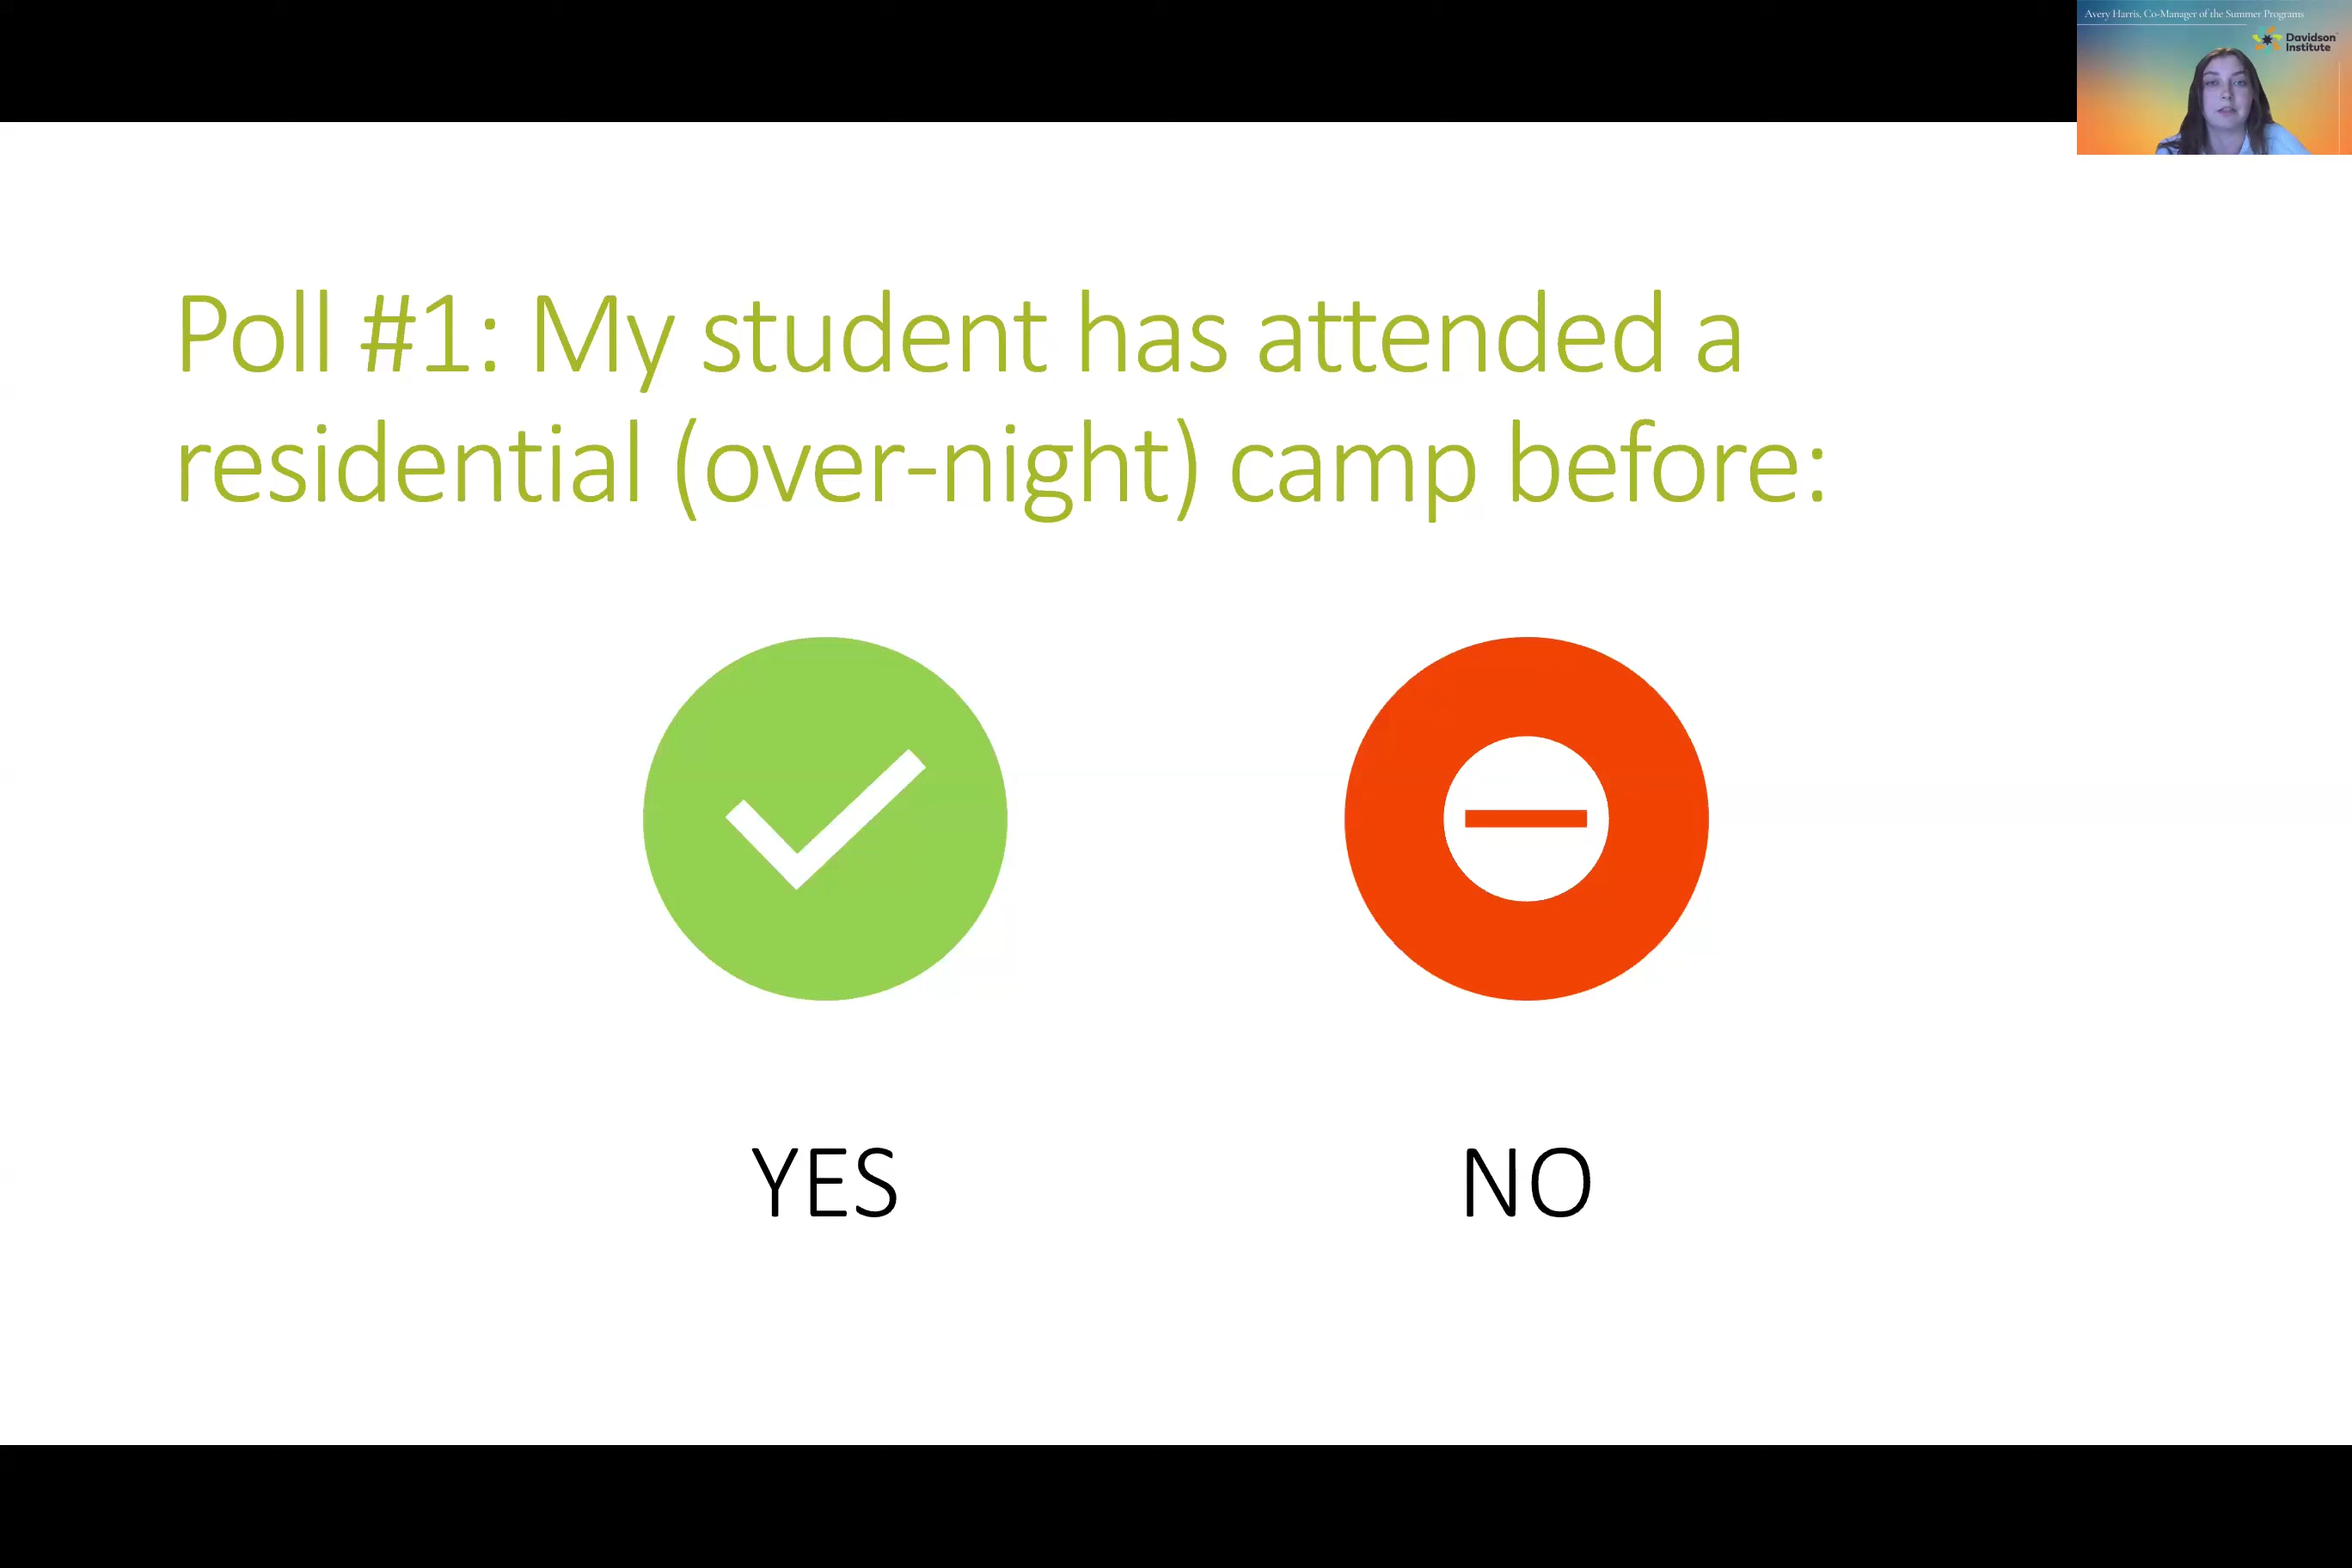 Avery Harris, Co-Manager of the Summer Programs
Davidson
Institute
Poll #1: My student has attended a
residential (over-night) camp before:
YES
NO